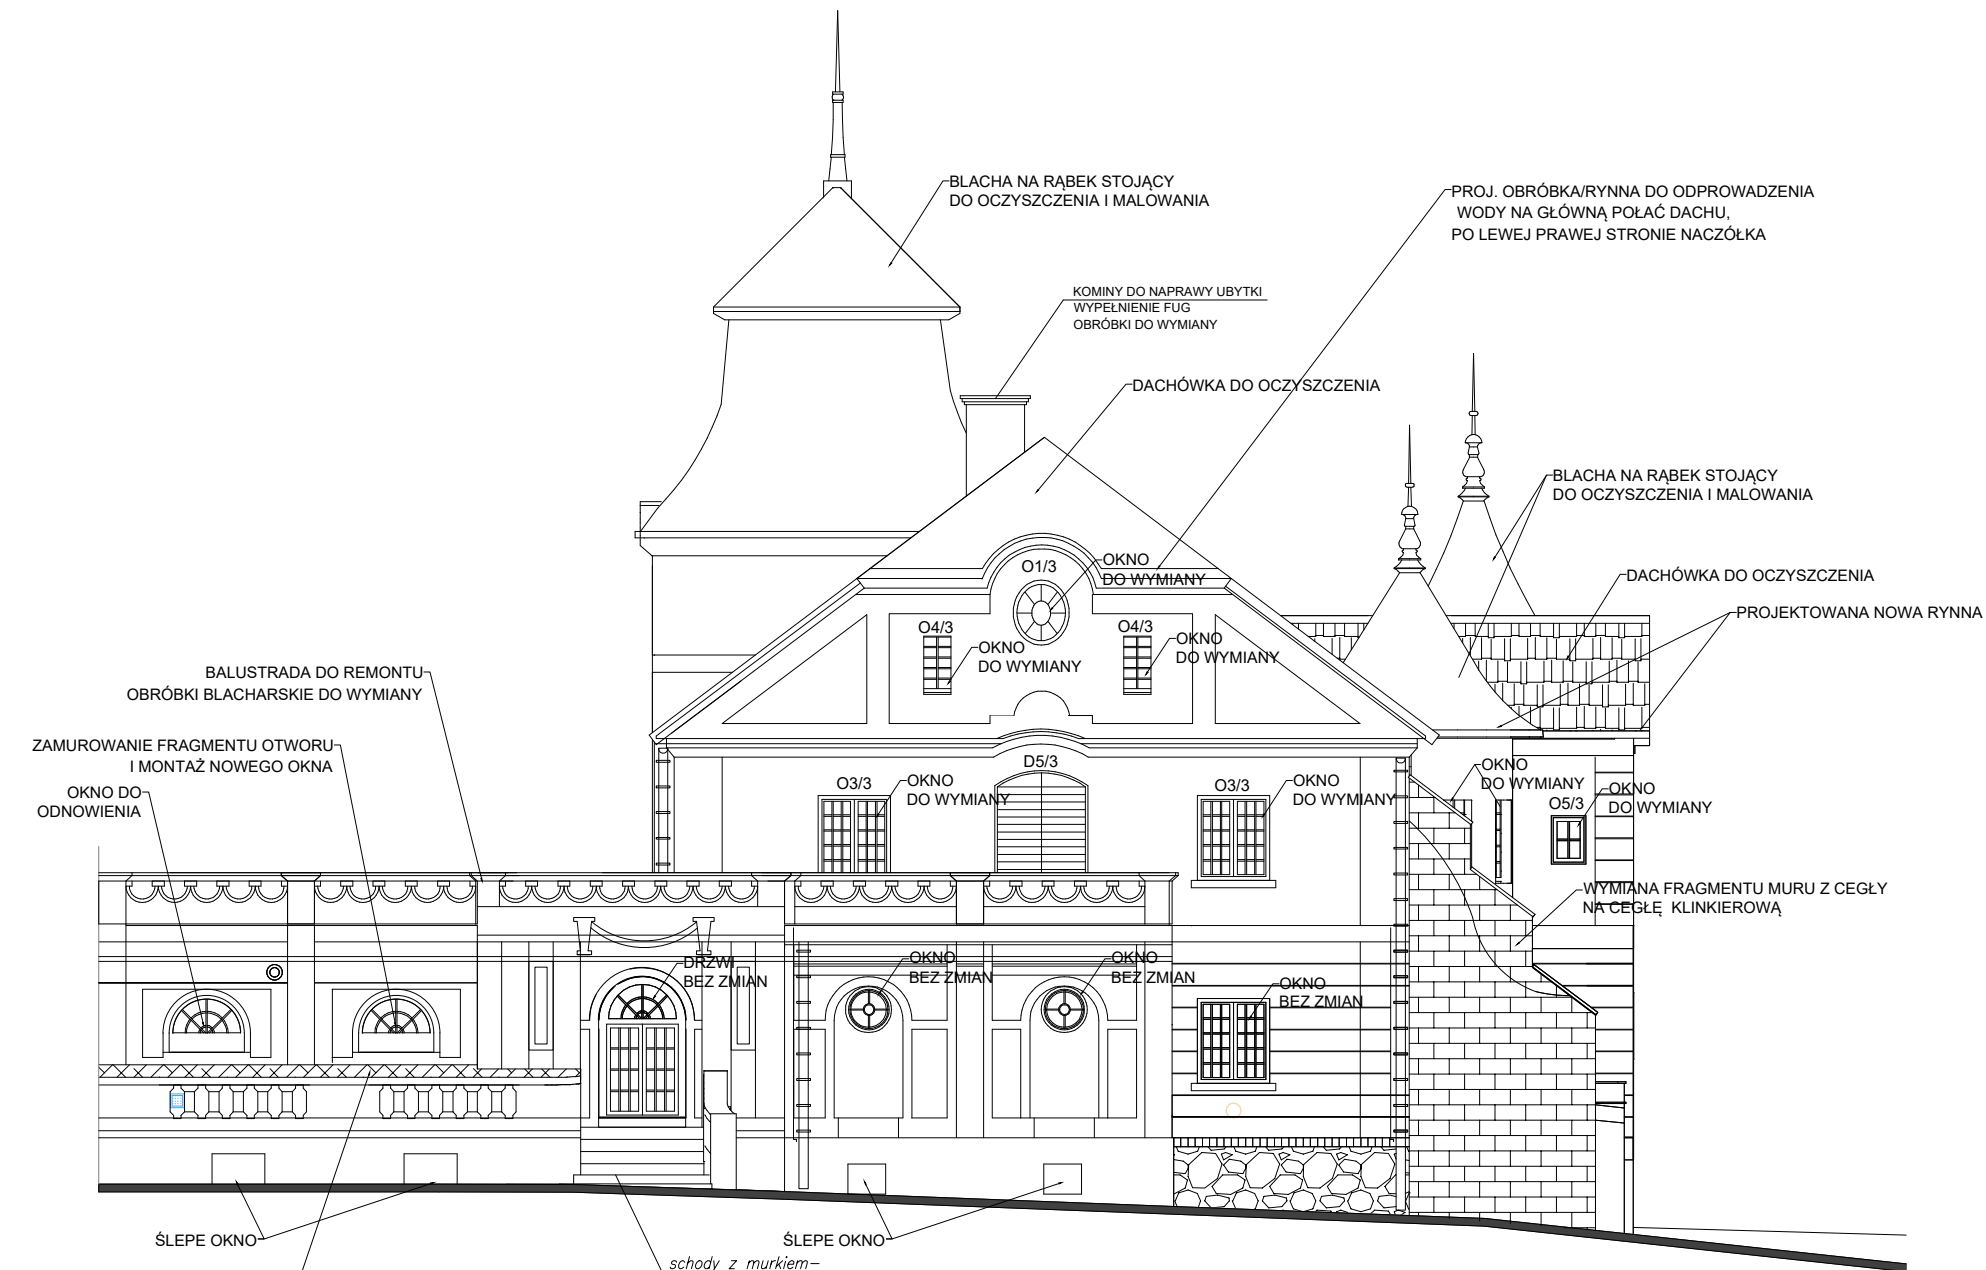 BLACHA NA RĄBEK STOJĄCY
DO OCZYSZCZENIA I MALOWANIA
PROJ. OBRÓBKA/RYNNA DO ODPROWADZENIA
WODY NA GŁÓWNĄ POŁAĆ DACHU,
PO LEWEJ PRAWEJ STRONIE NACZÓŁKA
KOMINY DO NAPRAWY UBYTKI
WYPEŁNIENIE FUG
OBRÓBKI DO WYMIANY
DACHÓWKA DO OCZYSZCZENIA
BLACHA NA RĄBEK STOJĄCY
DO OCZYSZCZENIA I MALOWANIA
O1/3
OKNO
DO WYMIANY
DACHÓWKA DO OCZYSZCZENIA
PROJEKTOWANA NOWA RYNNA
O4/3
OKNO
DO WYMIANY
O4/3
OKNO
DO WYMIANY
BALUSTRADA DO REMONTU
OBRÓBKI BLACHARSKIE DO WYMIANY
ZAMUROWANIE FRAGMENTU OTWORU
I MONTAŻ NOWEGO OKNA
OKNO DO
ODNOWIENIA
O3/3
OKNO
DO WYMIANY
D5/3
O3/3
OKNO
DO WYMIANY
OKNO
DO WYMIANY
O5/3
OKNO
DO WYMIANY
WYMIANA FRAGMENTU MURU Z CEGŁY
NA CEGŁĘ KLINKIEROWĄ
DRZWI
BEZ ZMIAN
OKNO
BEZ ZMIAN
OKNO
BEZ ZMIAN
OKNO
BEZ ZMIAN
ŚLEPE OKNO
ŚLEPE OKNO
schody z murkiem–